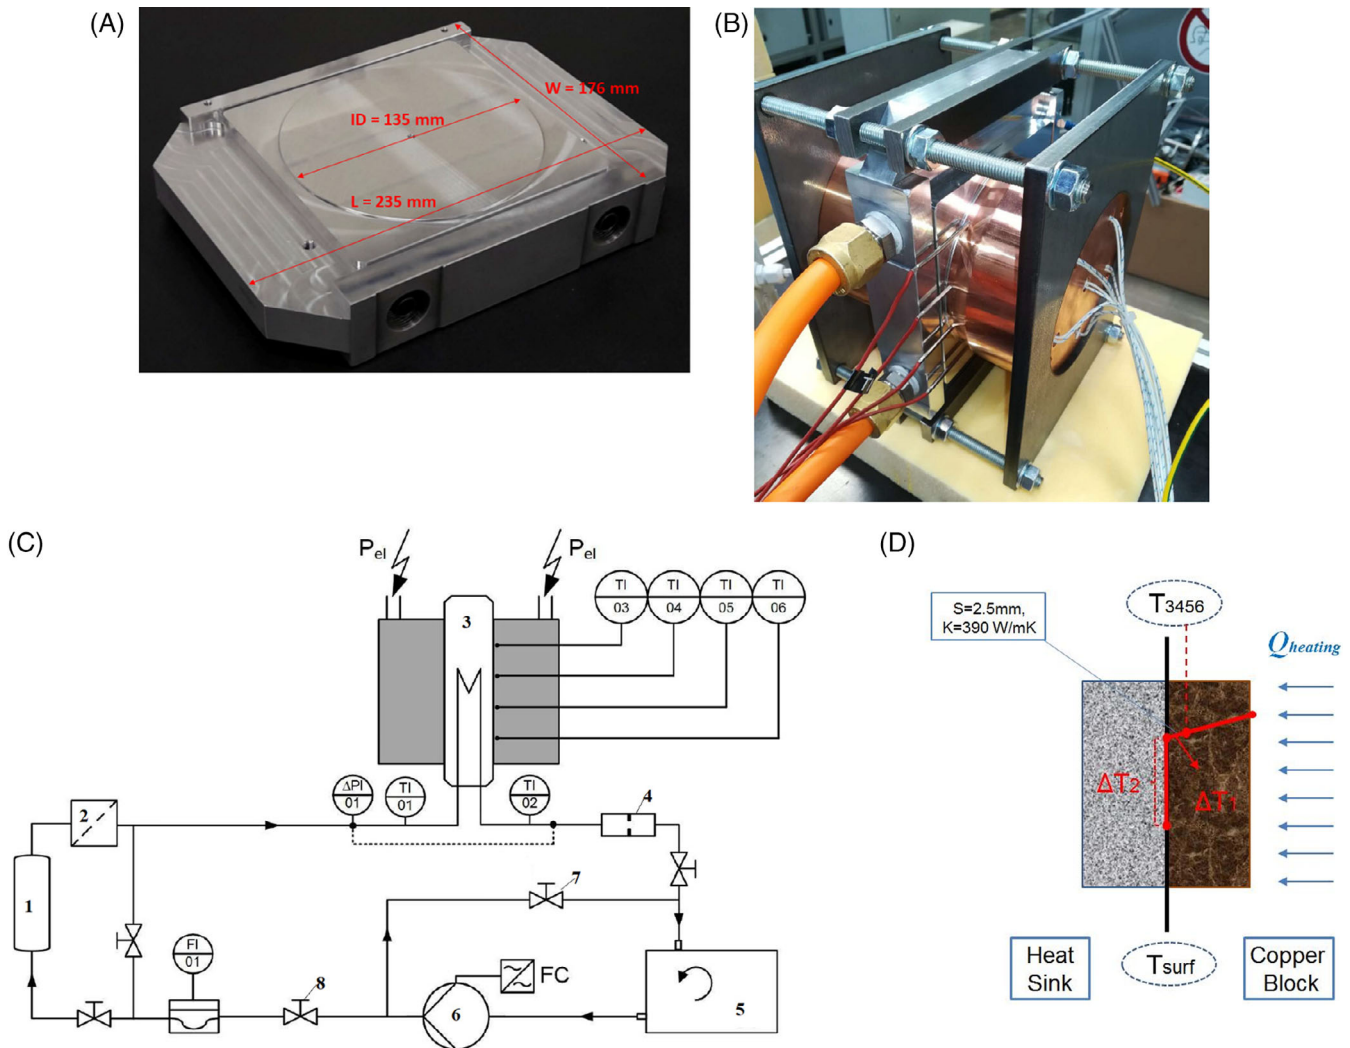 (A)
W = 176 mm
ID = 135 mm
L = 235 mm
(B)
(C)
Pel
Pel
TI
03
TI
04
TI
05
TI
06
3
ΔPI
01
TI
01
TI
02
4
2
1
7
FI
01
8
FC
6
5
(D)
S=2.5mm,
K=390 W/mK
T3456
Qheating
ΔT2
ΔT1
Heat
Sink
Tsurf
Copper
Block